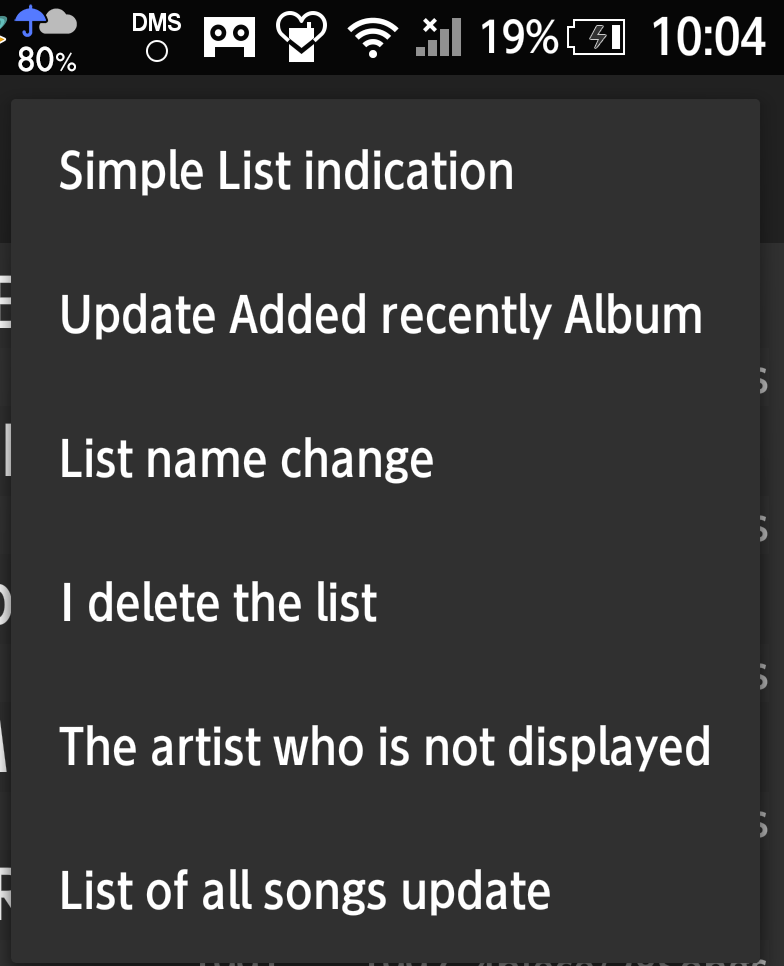 DMS
80%
19%
10:04
Simple List indication
Update Added recently Album
List name change
I delete the list
The artist who is not displayed
List of all songs update